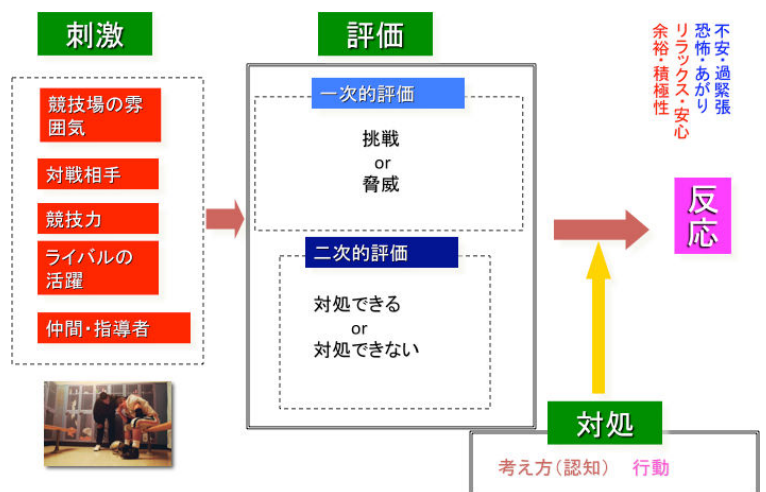 刺激
競技場の雰
囲気
対戦相手
競技力
ライバルの
活躍
仲間・指導者
評価
一次的評価
挑戦
or
脅威
二次的評価
対処できる
or
対処できない
不安・過緊張
恐怖・あがり
リラックス・安心
余裕・積極性
反応
対処
考え方(認知) 行動